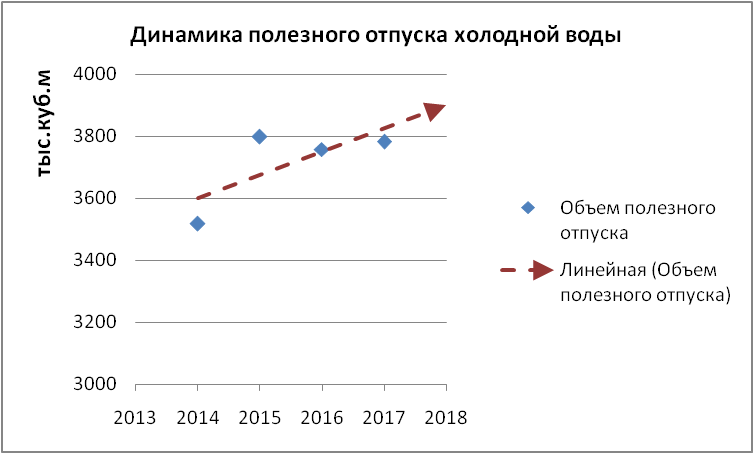 Динамика полезного отпуска холодной воды
тыс.куб.м
4000
3800
3600
3400
3200
3000
2013 2014 2015 2016 2017 2018
Объем полезного
отпуска
Линейная (Объем
полезного отпуска)